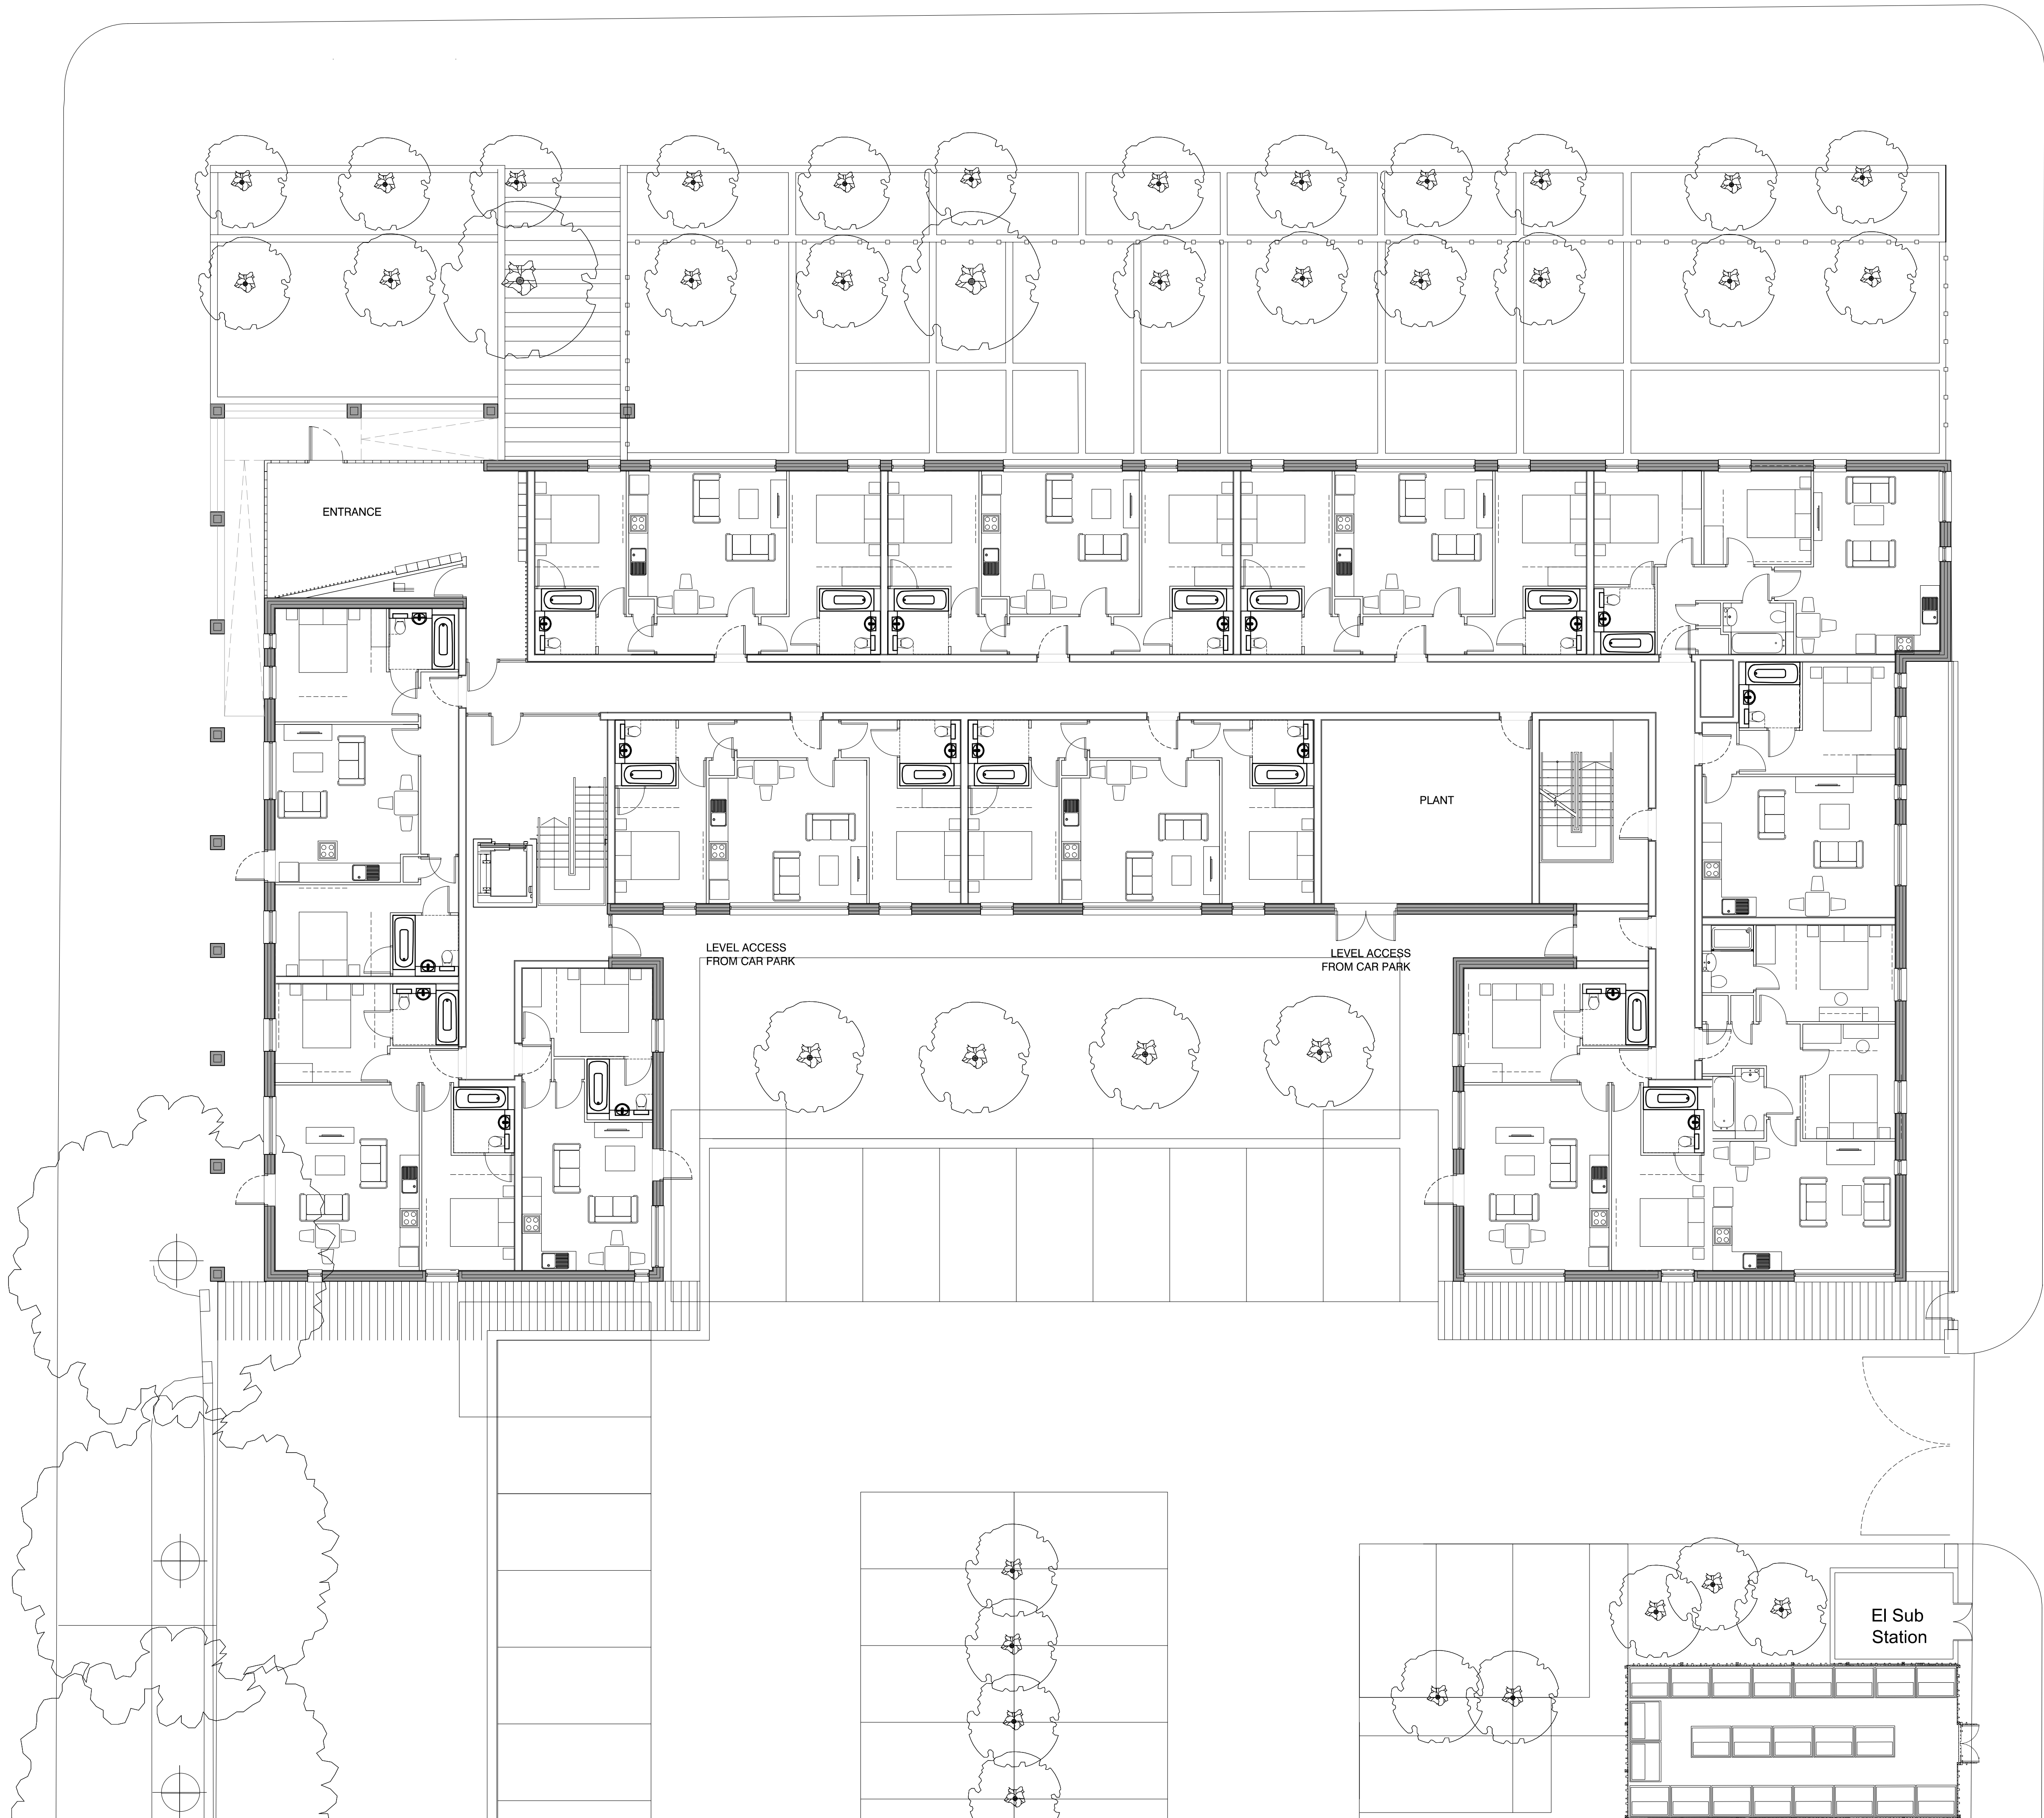 ENTRANCE
PLANT
LEVEL ACCESS
FROM CAR PARK
LEVEL ACCESS
FROM CAR PARK
El Sub
Station